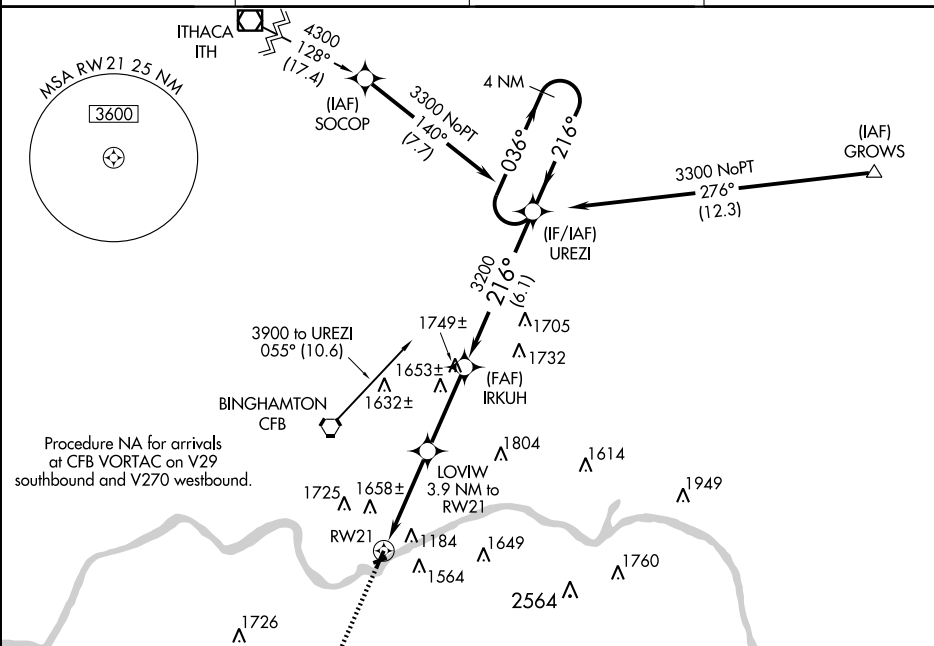 ITHACA
ITH
4300
128°
(17.4)
MSA RW21 25 NM
3600
(IAF)
SOCOP
3300 NoPT
140°
(7.7)
4 NM
036°
216°
(IAF)
GROWS
3300 NoPT
276°
(12.3)
(IF/IAF)
UREZI
3200
216°
(6.1)
1749±
1705
1732
3900 to UREZI
055° (10.6)
1653±
1632±
(FAF)
IRKUH
BINGHAMTON
CFB
Procedure NA for arrivals
at CFB VORTAC on V29
southbound and V270 westbound.
1804
1614
LOVIW
3.9 NM to
RW21
1949
1725
1658±
RW21
1184
1649
1564
1760
2564
1726